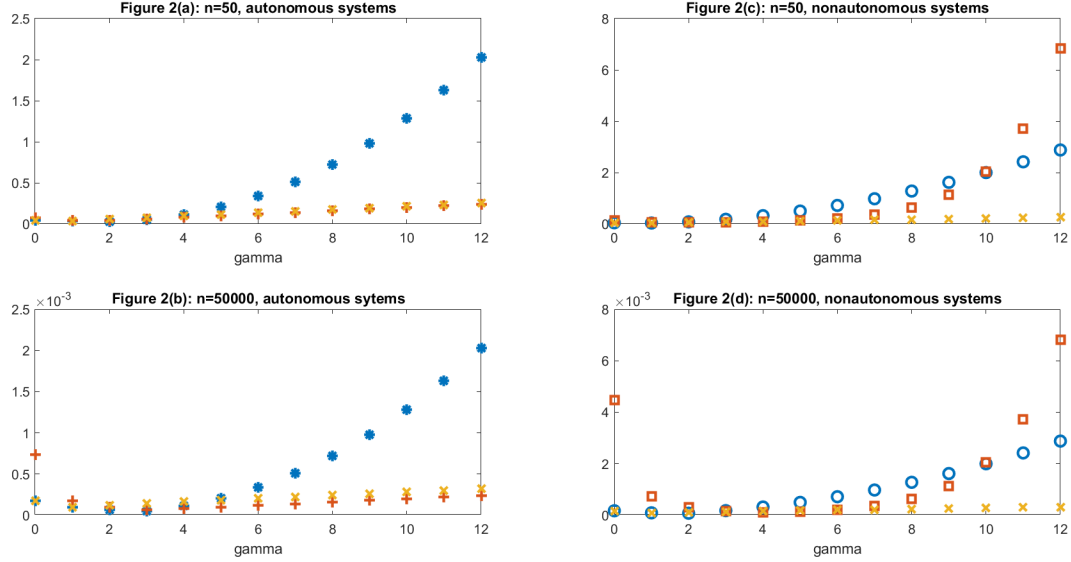 Figure 2(a): n=50, autonomous systems
2.5
2
1.5
1
0.5
0
0 2 4 6 8 10 12
gamma
Figure 2(c): n=50, nonautonomous systems
8
6
4
2
0
0 2 4 6 8 10 12
gamma
×10⁻³
Figure 2(b): n=50000, autonomous sytems
2.5
2
1.5
1
0.5
0
0 2 4 6 8 10 12
gamma
×10⁻³
Figure 2(d): n=50000, nonautonomous systems
8
6
4
2
0
0 2 4 6 8 10 12
gamma